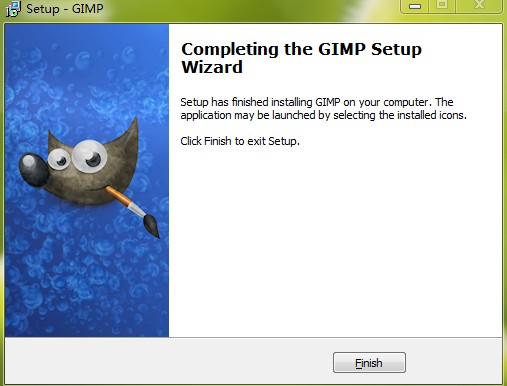 Setup - GIMP
Completing the GIMP Setup
Wizard
Setup has finished installing GIMP on your computer. The
application may be launched by selecting the installed icons.
Click Finish to exit Setup.
Finish